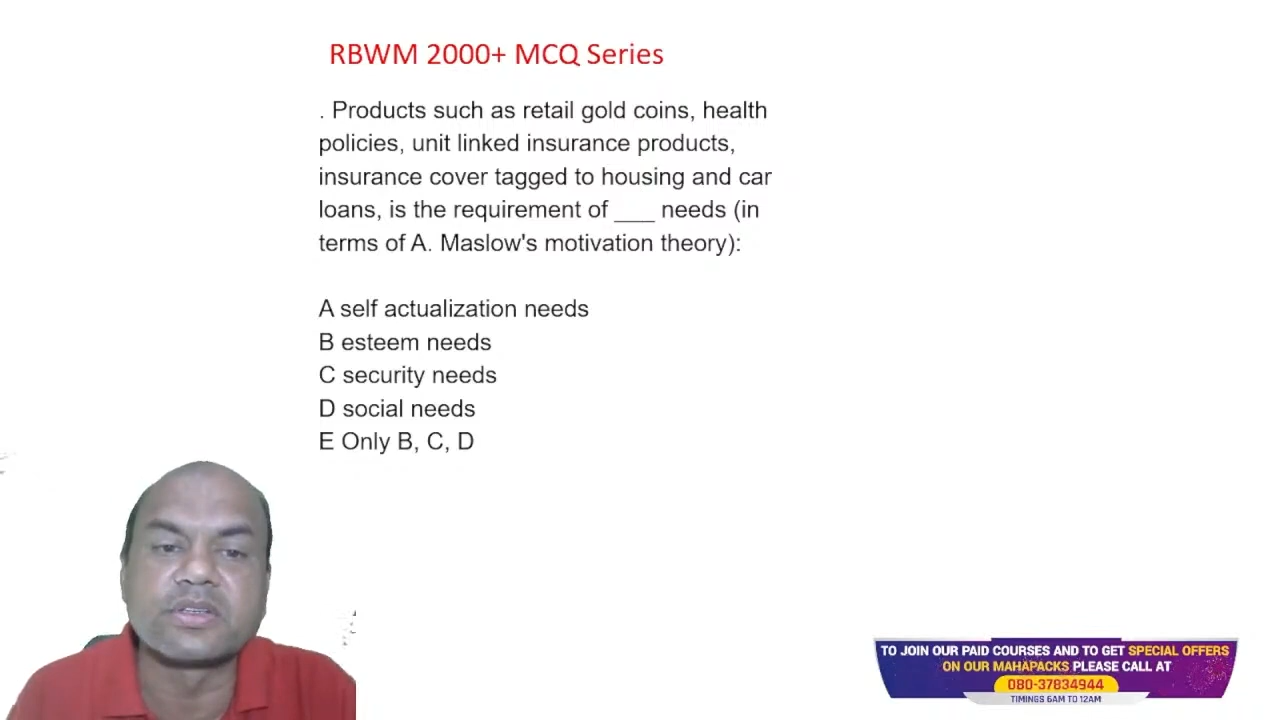 RBWM 2000+ MCQ Series
. Products such as retail gold coins, health
policies, unit linked insurance products,
insurance cover tagged to housing and car
loans, is the requirement of ___ needs (in
terms of A. Maslow's motivation theory):
A self actualization needs
B esteem needs
C security needs
D social needs
E Only B, C, D
TO JOIN OUR PAID COURSES AND TO GET SPECIAL OFFERS
ON OUR MAHAPACKS PLEASE CALL AT
080-37834944
TIMINGS 6AM TO 12AM